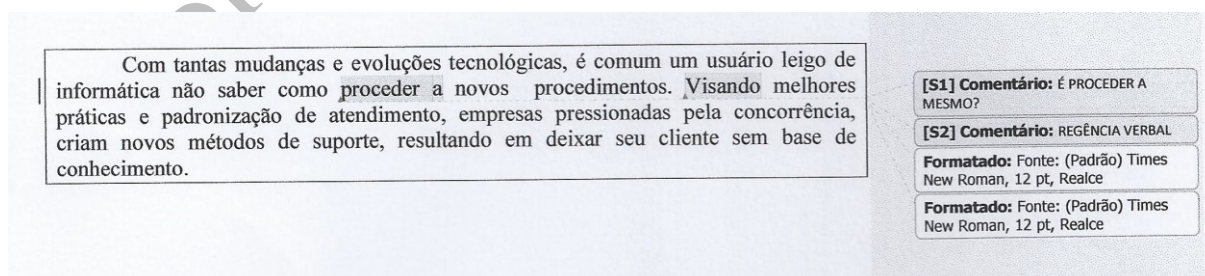 Com tantas mudanças e evoluções tecnológicas, é comum um usuário leigo de
informática não saber como proceder a novos procedimentos. Visando melhores
práticas e padronização de atendimento, empresas pressionadas pela concorrência,
criam novos métodos de suporte, resultando em deixar seu cliente sem base de
conhecimento.
[S1] Comentário: É PROCEDER A
MESMO?
[S2] Comentário: REGÊNCIA VERBAL
Formatado: Fonte: (Padrão) Times
New Roman, 12 pt, Realce
Formatado: Fonte: (Padrão) Times
New Roman, 12 pt, Realce